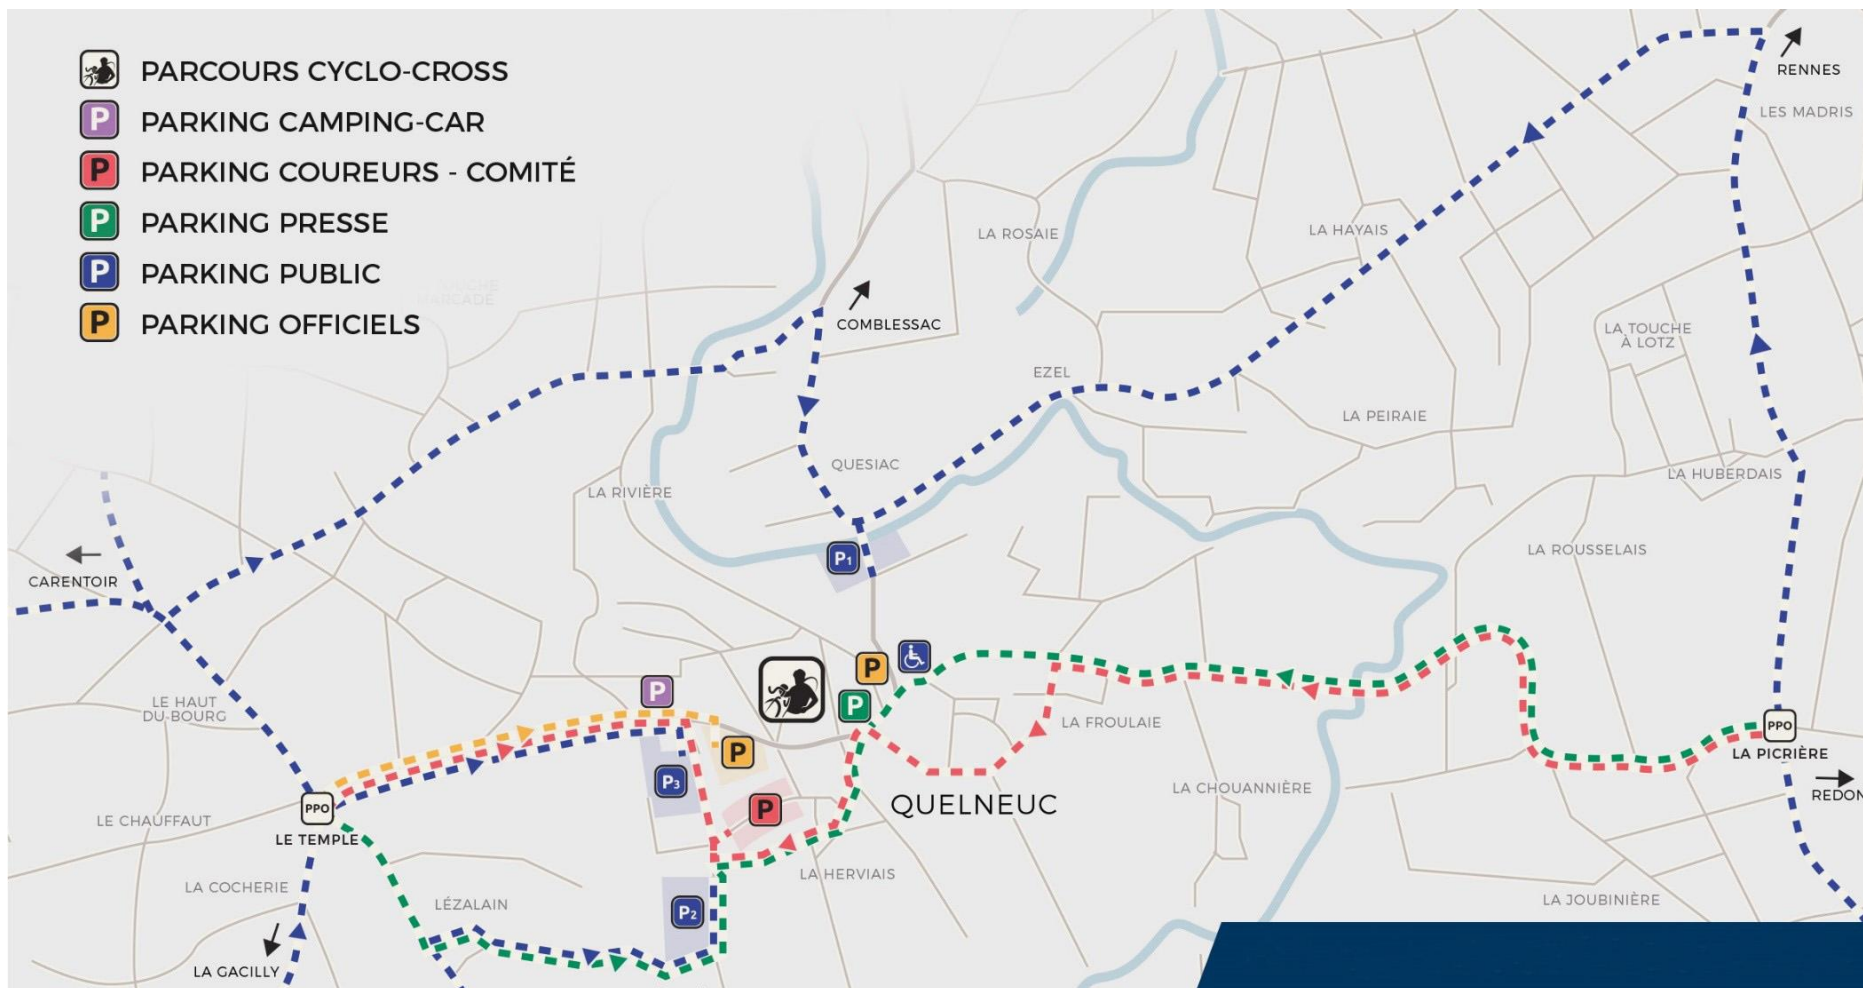 PARCOURS CYCLO-CROSS
P PARKING CAMPING-CAR
P PARKING COUREURS - COMITÉ
P PARKING PRESSE
P PARKING PUBLIC
P PARKING OFFICIELS
RENNES
LES MADRIS
LA ROSAIE
LA HAYAIS
COMBLESSAC
LA TOUCHE
À LOTZ
EZEL
LA PEIRAIE
QUESIAC
LA HUBERDAIS
LA RIVIÈRE
LA ROUSSELAIS
P1
CARENTOIR
P
P
P
LE HAUT
DU BOURG
LA FROULAIE
PPO
LA PICRIÈRE
P
P3
REDON
LA CHOUANNIÈRE
QUELNEUC
P
PPO
LE TEMPLE
LE CHAUFFAUT
LA HERVIAIS
LA COCHERIE
LÉZALAIN
P2
LA JOUBINIÈRE
LA GACILLY